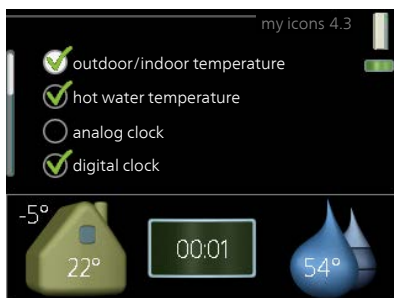 my icons 4.3
outdoor/indoor temperature
hot water temperature
analog clock
digital clock
-5°
22°
00:01
54°